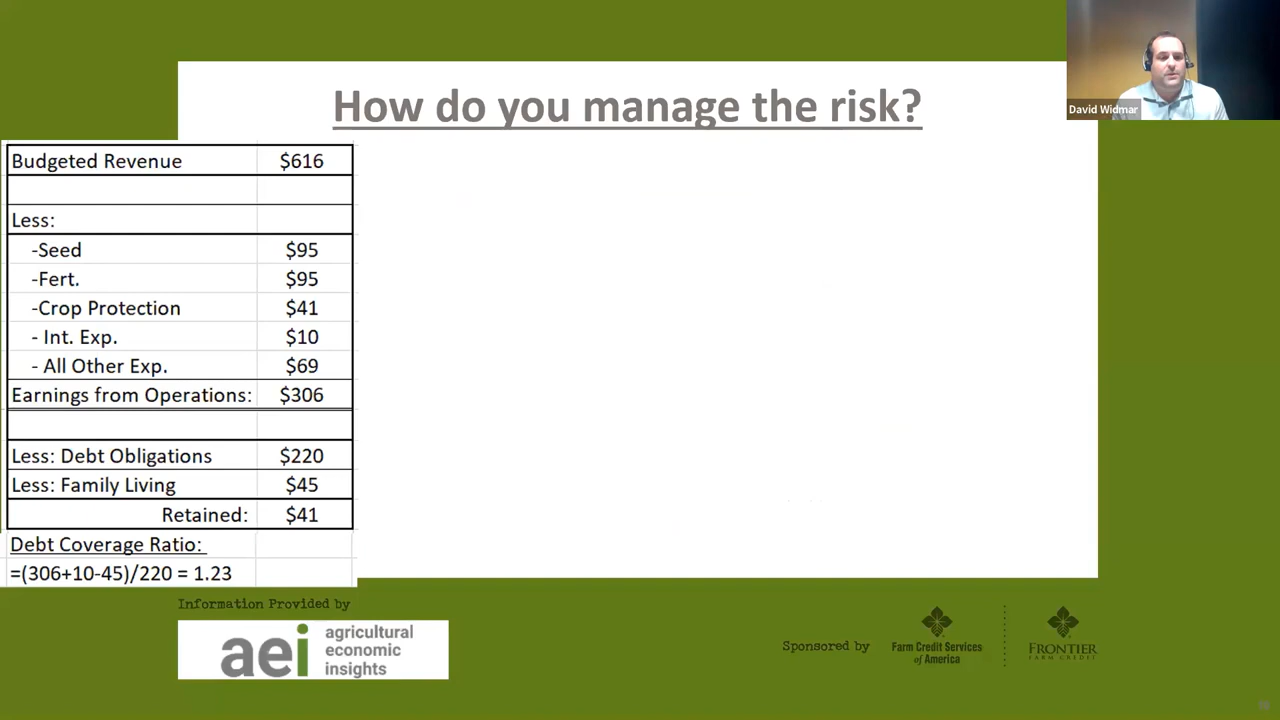 How do you manage the risk?
David Widmar
Budgeted Revenue $616
Less:
-Seed $95
-Fert. $95
-Crop Protection $41
- Int. Exp. $10
- All Other Exp. $69
Earnings from Operations: $306
Less: Debt Obligations $220
Less: Family Living $45
Retained: $41
Debt Coverage Ratio:
=(306+10-45)/220 = 1.23
Information Provided by
aei agricultural
economic
insights
Sponsored by
Farm Credit Services
of America
FRONTIER
FARM CREDIT